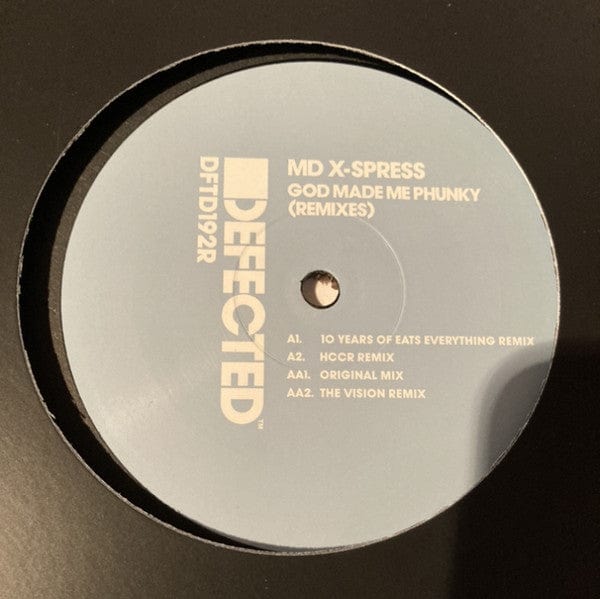 MD X-SPRESS
GOD MADE ME PHUNKY
(REMIXES)
DEFECTED™
DFTD192R
A1. 10 YEARS OF EATS EVERYTHING REMIX
A2. HCCR REMIX
AA1. ORIGINAL MIX
AA2. THE VISION REMIX